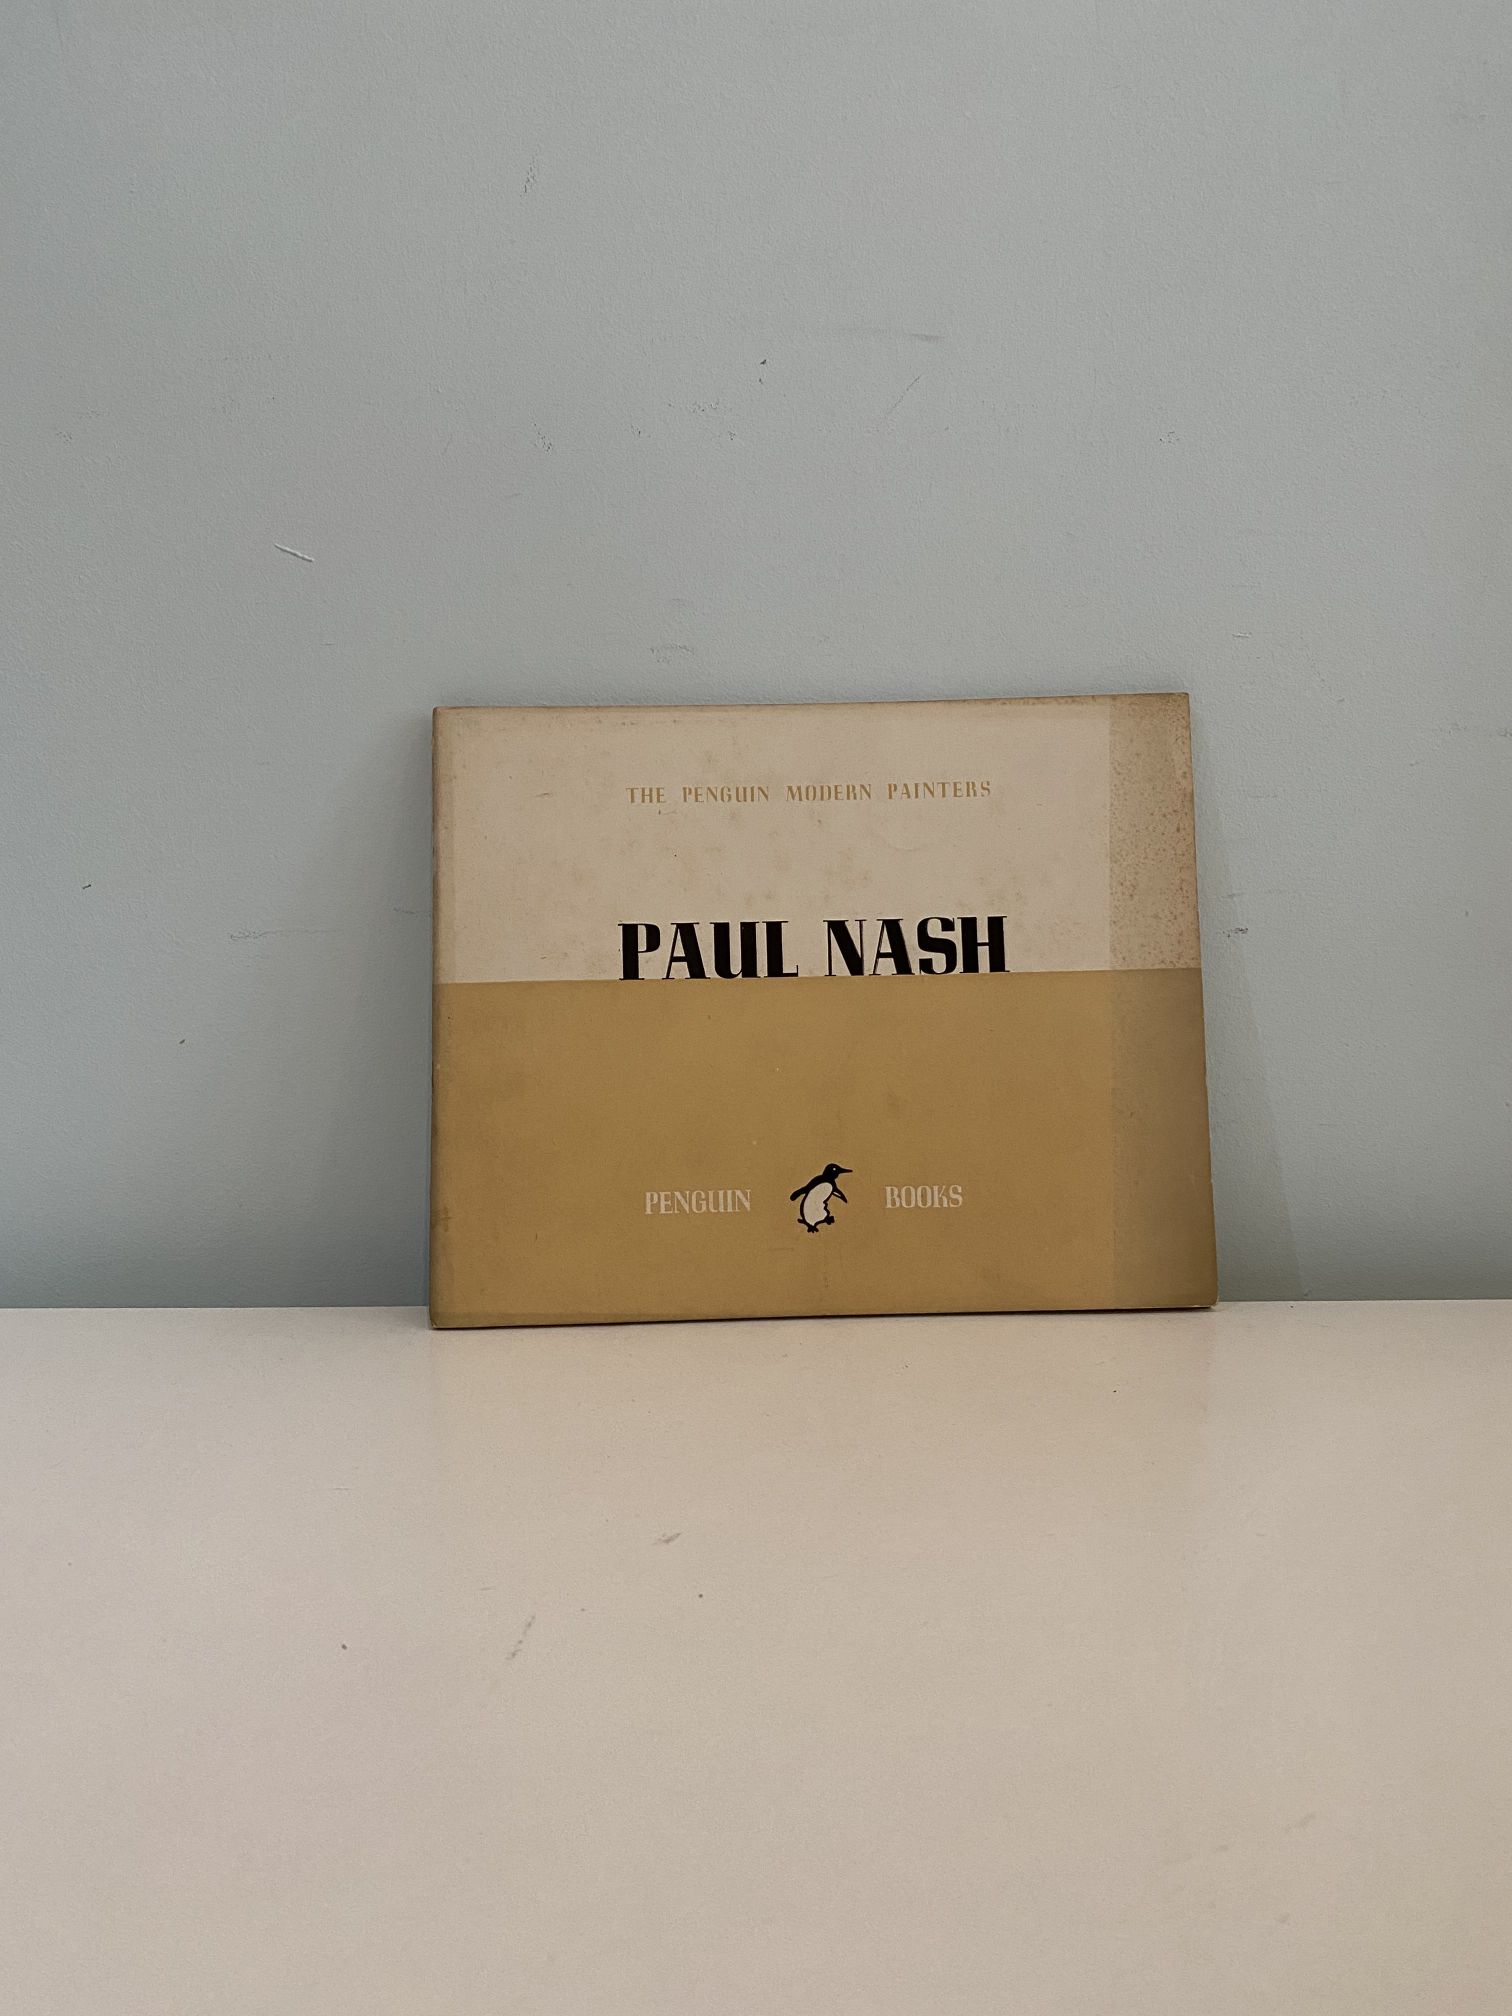 THE PENGUIN MODERN PAINTERS
PAUL NASH
PENGUIN BOOKS